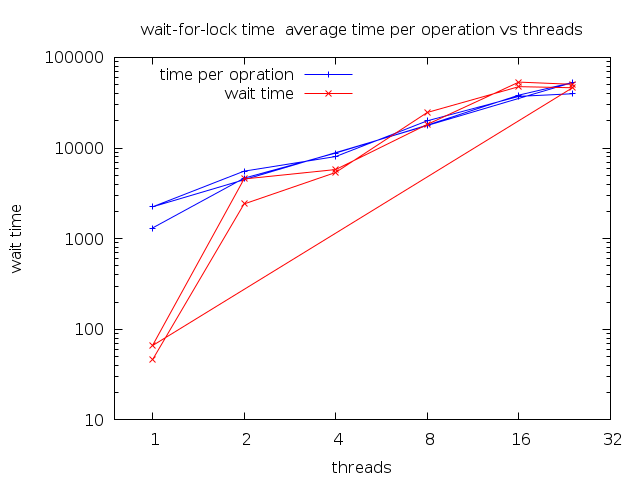 wait-for-lock time  average time per operation vs threads
100000
10000
1000
100
10
time per opration
wait time
wait time
1 2 4 8 16 32
threads